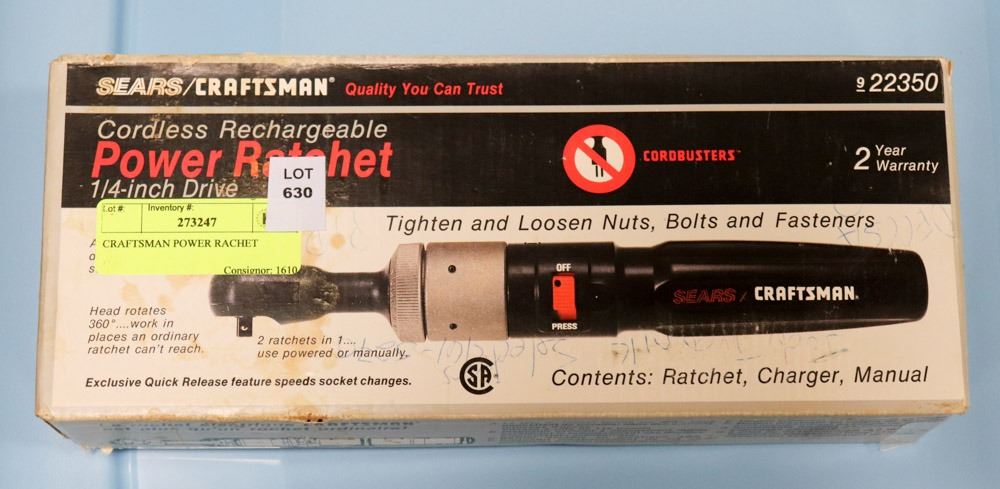 SEARS/CRAFTSMAN® Quality You Can Trust
9 22350
Cordless Rechargeable
Power Ratchet
1/4-inch Drive
CORDBUSTERS™
2 Year
Warranty
LOT
630
Lot #: Inventory #:
273247
CRAFTSMAN POWER RACHET
Consignor: 1610
Tighten and Loosen Nuts, Bolts and Fasteners
OFF
PRESS
SEARS / CRAFTSMAN®
Head rotates
360°....work in
places an ordinary
ratchet can't reach.
2 ratchets in 1....
use powered or manually.
Exclusive Quick Release feature speeds socket changes.
Contents: Ratchet, Charger, Manual
CRAFTSMAN